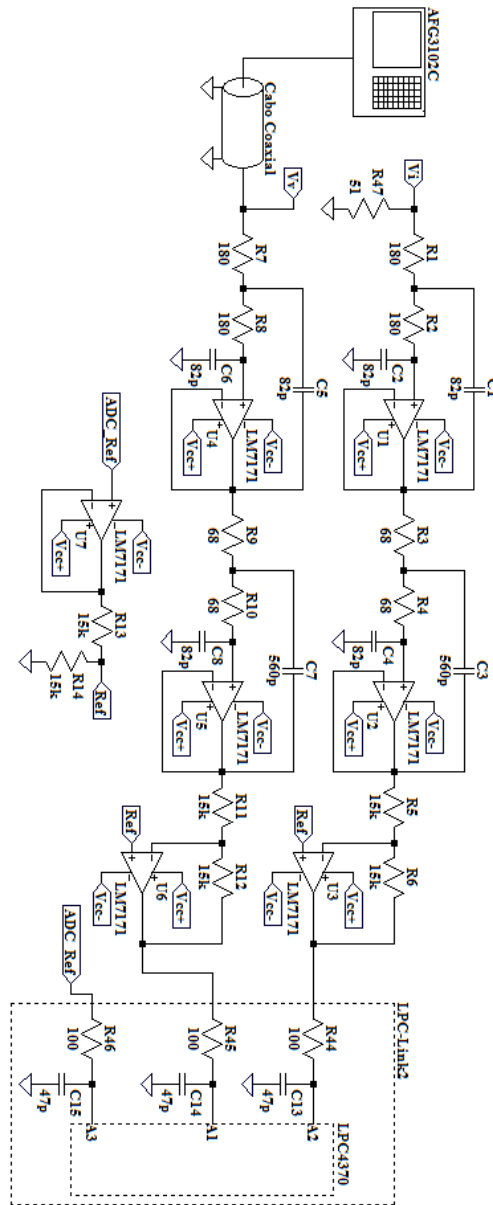 AFG3102C
Cabo Coaxial
Vi
R47
51
R1
180
R2
180
C1
82p
C2
82p
LM7171
U1
Vcc-
Vcc+
R3
68
R4
68
C3
560p
C4
82p
LM7171
U2
Vcc-
Vcc+
R5
15k
R6
15k
Ref
U3
LM7171
Vcc+
Vcc-
Vr
R7
180
R8
180
C5
82p
C6
82p
LM7171
U4
Vcc-
Vcc+
R9
68
R10
68
C7
560p
C8
82p
LM7171
U5
Vcc-
Vcc+
R11
15k
R12
15k
Ref
U6
LM7171
Vcc+
Vcc-
ADC_Ref
LM7171
U7
Vcc-
Vcc+
R13
15k
R14
15k
Ref
ADC_Ref
LPC-Link2
LPC4370
R44
100
C13
47p
A2
R45
100
C14
47p
A1
R46
100
C15
47p
A3